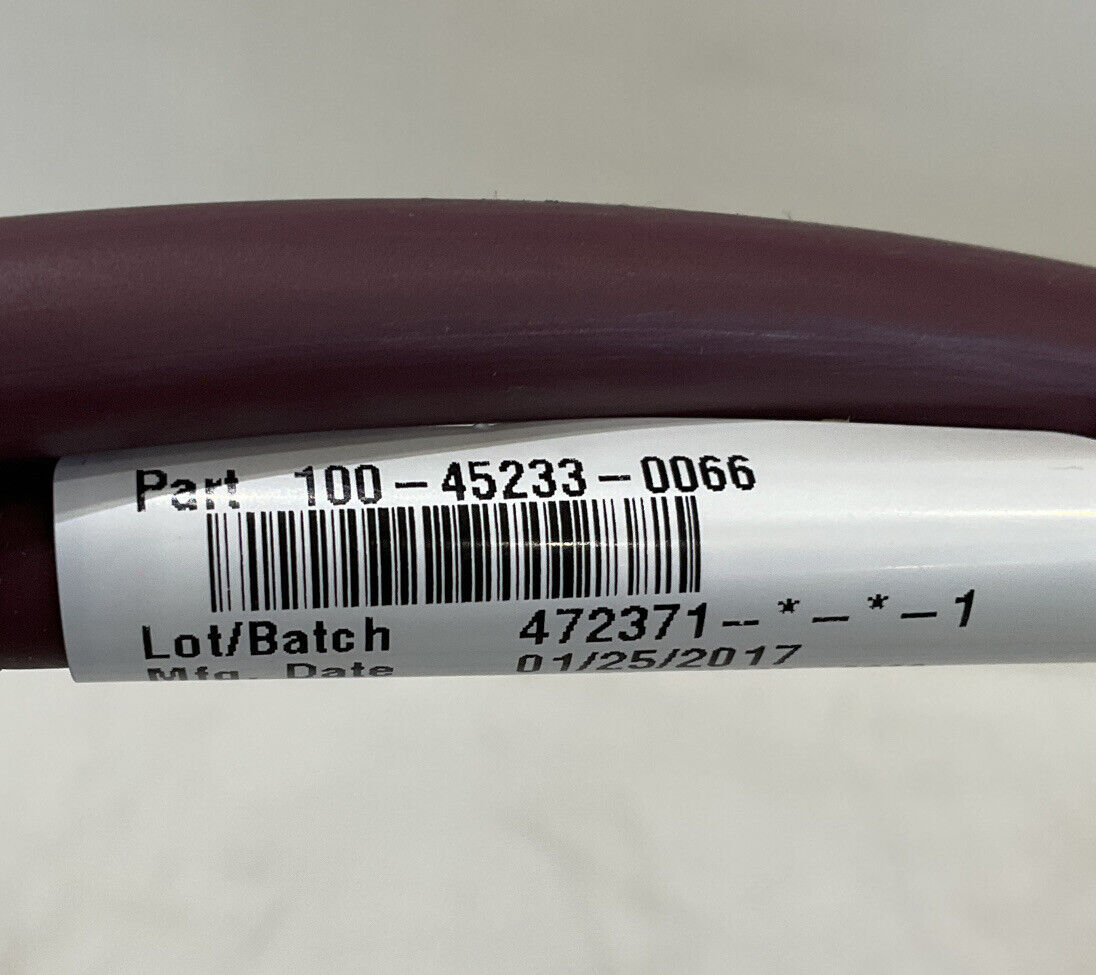 Part 100-45233-0066
Lot/Batch 472371--*-*-1
Mfg. Date 01/25/2017